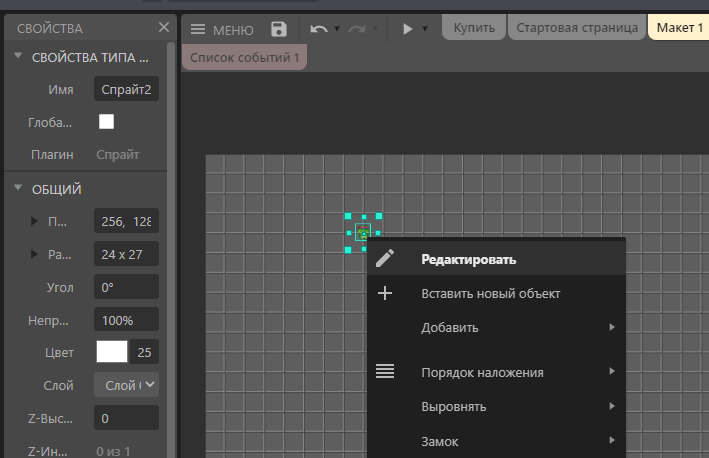 СВОЙСТВА
МЕНЮ
Купить
Стартовая страница
Макет 1
Список событий 1
СВОЙСТВА ТИПА ...
Имя Спрайт2
Глоба...
Плагин Спрайт
ОБЩИЙ
П... 256, 128
Ра... 24 x 27
Угол 0°
Непр... 100%
Цвет 25
Слой Слой
Z-Выс... 0
Z-Ин... 0 из 1
Редактировать
Вставить новый объект
Добавить
Порядок наложения
Выровнять
Замок